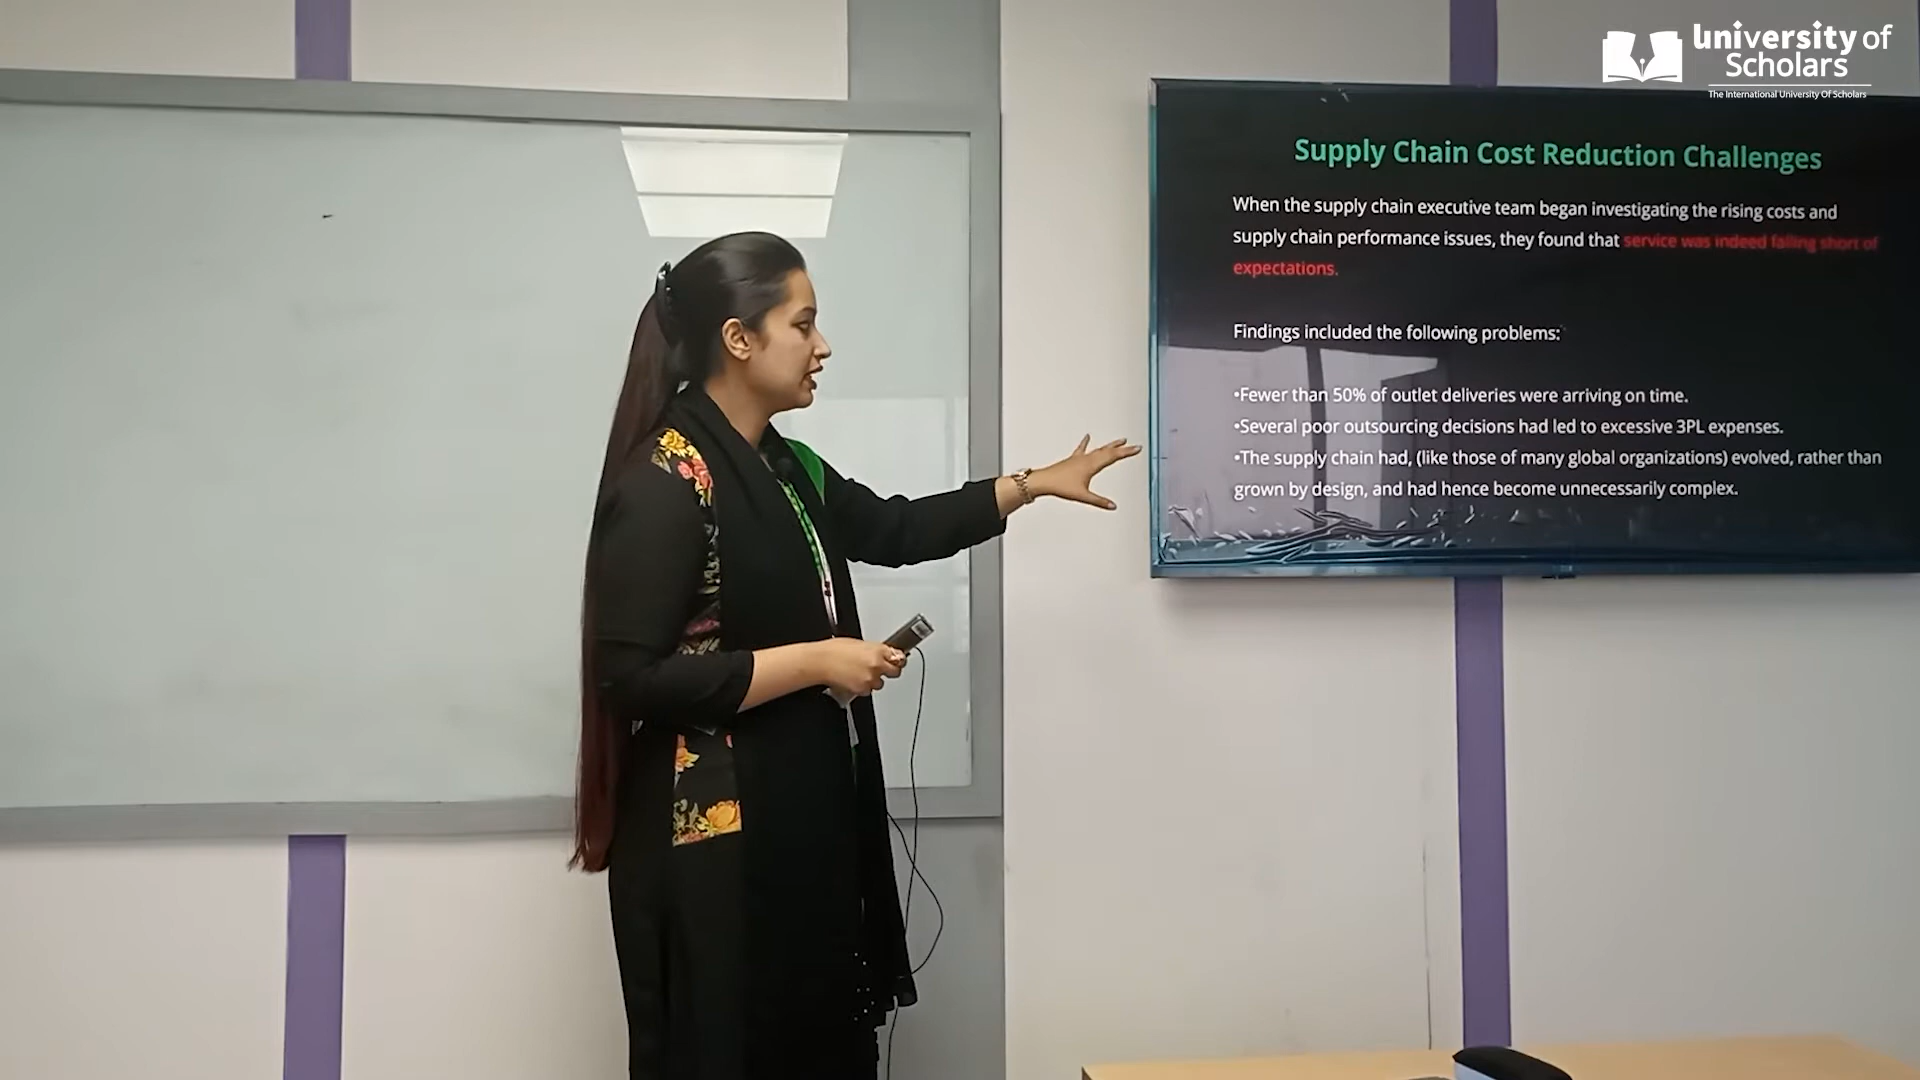 University of
Scholars
The International University Of Scholars
Supply Chain Cost Reduction Challenges
When the supply chain executive team began investigating the rising costs and
supply chain performance issues, they found that service was indeed falling short of
expectations.
Findings included the following problems:
•Fewer than 50% of outlet deliveries were arriving on time.
•Several poor outsourcing decisions had led to excessive 3PL expenses.
•The supply chain had, (like those of many global organizations) evolved, rather than
grown by design, and had hence become unnecessarily complex.